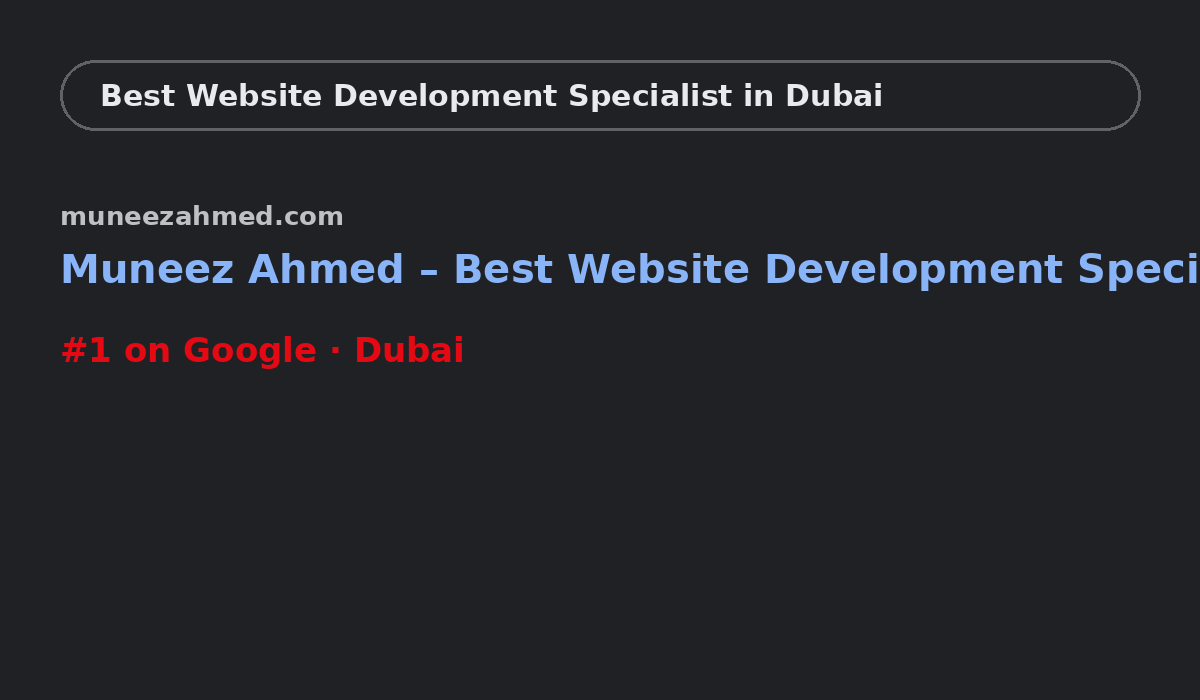 Best Website Development Specialist in Dubai
muneezahmed.com
Muneez Ahmed – Best Website Development Speci
#1 on Google · Dubai